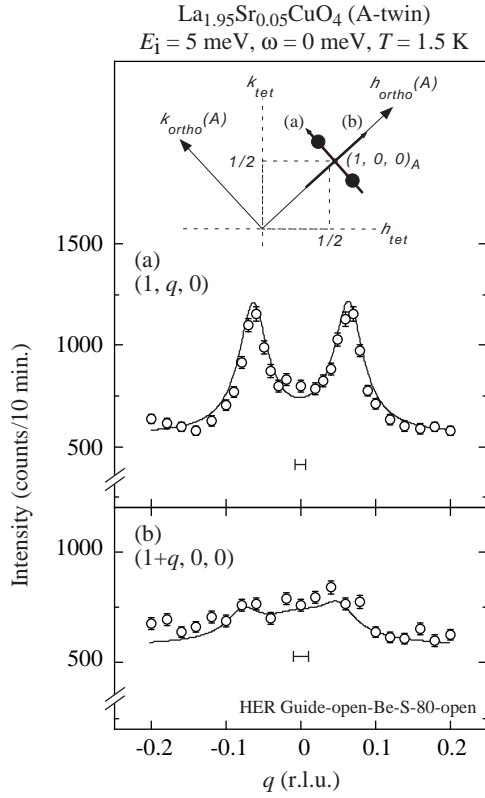 La1.95Sr0.05CuO4 (A-twin)
Ei = 5 meV, ω = 0 meV, T = 1.5 K
ktet
hortho(A)
kortho(A)
(a)
(b)
1/2
(1, 0, 0)A
1/2
htet
1500
(a)
(1, q, 0)
1000
500
Intensity (counts/10 min.)
(b)
(1+q, 0, 0)
1000
500
HER Guide-open-Be-S-80-open
-0.2 -0.1 0 0.1 0.2
q (r.l.u.)